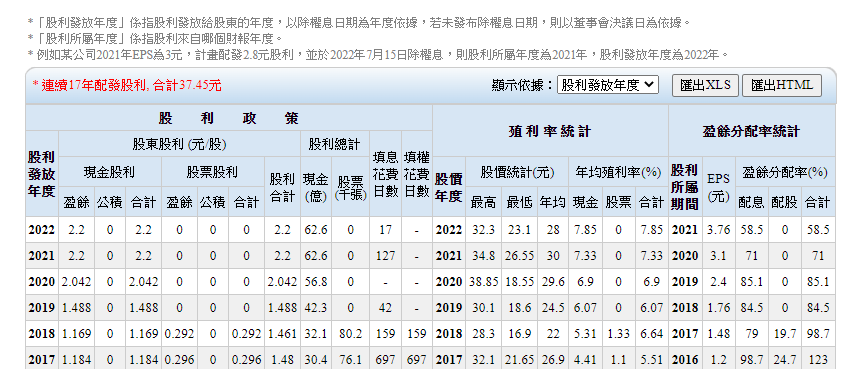 *「股利發放年度」係指股利發放給股東的年度，以除權息日期為年度依據，若未發布除權息日期，則以董事會決議日為依據。
*「股利所屬年度」係指股利來自哪個財報年度。
* 例如某公司2021年EPS為3元，計畫配發2.8元股利，並於2022年7月15日除權息，則股利所屬年度為2021年，股利發放年度為2022年。
* 連續17年配發股利, 合計37.45元 顯示依據：股利發放年度 匯出XLS 匯出HTML
股 利 政 策 殖利率統計 盈餘分配率統計
股利發放年度 股東股利 (元/股) 股利總計 填息花費日數 填權花費日數 股價年度 股價統計(元) 年均殖利率(%) 股利所屬期間 EPS(元) 盈餘分配率(%)
現金股利 股票股利 股利合計 現金(億) 股票(千張) 最高 最低 年均 現金 股票 合計 配息 配股 合計
盈餘 公積 合計 盈餘 公積 合計
2022 2.2 0 2.2 0 0 0 2.2 62.6 0 17 - 2022 32.3 23.1 28 7.85 0 7.85 2021 3.76 58.5 0 58.5
2021 2.2 0 2.2 0 0 0 2.2 62.6 0 127 - 2021 34.8 26.55 30 7.33 0 7.33 2020 3.1 71 0 71
2020 2.042 0 2.042 0 0 0 2.042 56.8 0 - - 2020 38.85 18.55 29.6 6.9 0 6.9 2019 2.4 85.1 0 85.1
2019 1.488 0 1.488 0 0 0 1.488 42.3 0 42 - 2019 30.1 18.6 24.5 6.07 0 6.07 2018 1.76 84.5 0 84.5
2018 1.169 0 1.169 0.292 0 0.292 1.461 32.1 80.2 159 159 2018 28.3 16.9 22 5.31 1.33 6.64 2017 1.48 79 19.7 98.7
2017 1.184 0 1.184 0.296 0 0.296 1.48 30.4 76.1 697 697 2017 32.1 21.65 26.9 4.41 1.1 5.51 2016 1.2 98.7 24.7 123